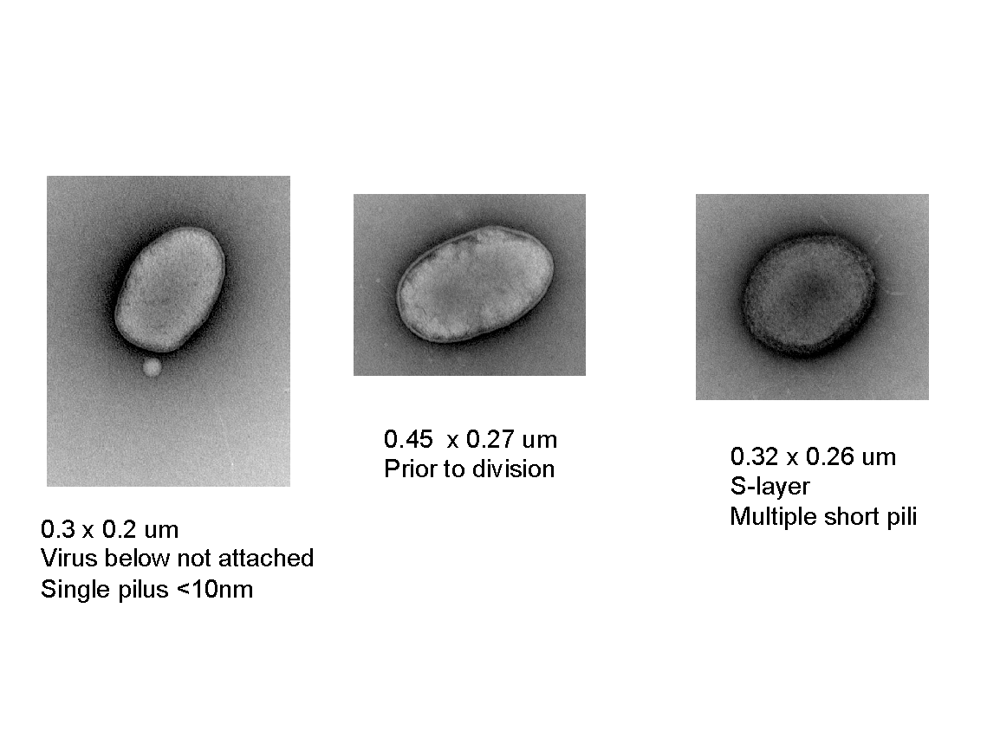 0.3 x 0.2 um
Virus below not attached
Single pilus <10nm
0.45  x 0.27 um
Prior to division
0.32 x 0.26 um
S-layer
Multiple short pili